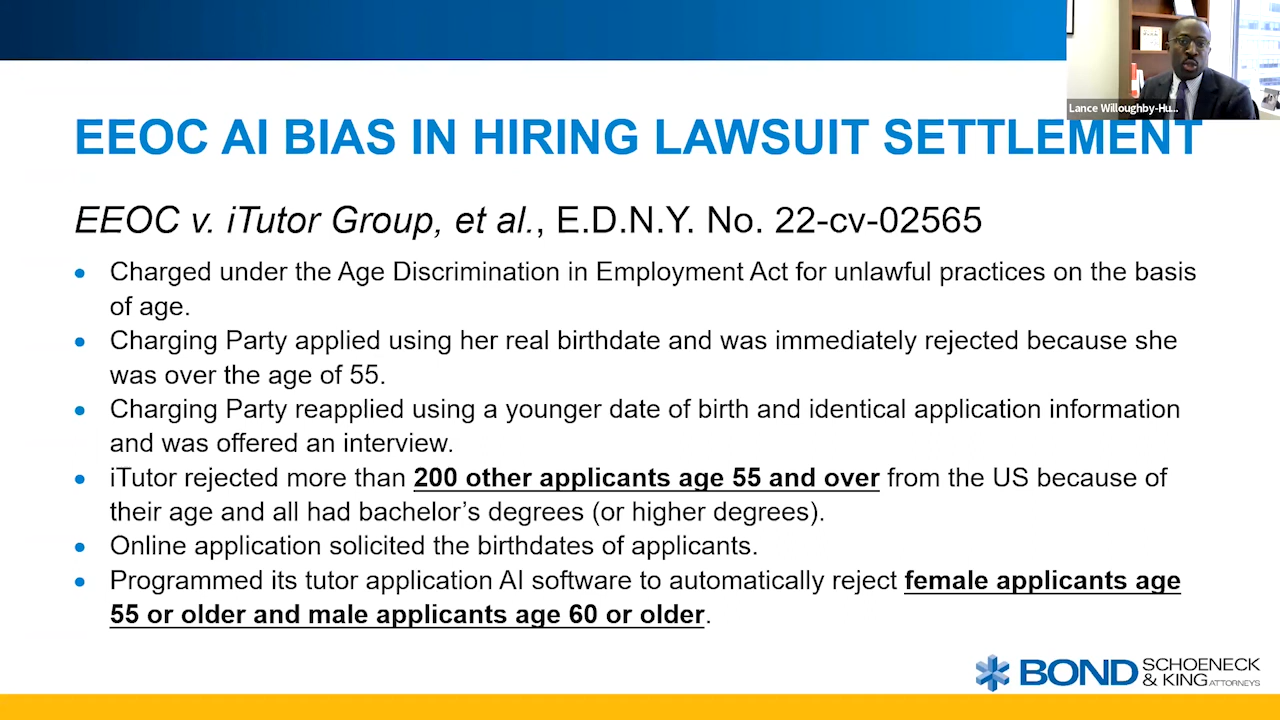 Lance Willoughby-Hu...
EEOC AI BIAS IN HIRING LAWSUIT SETTLEMENT
EEOC v. iTutor Group, et al., E.D.N.Y. No. 22-cv-02565
• Charged under the Age Discrimination in Employment Act for unlawful practices on the basis
of age.
• Charging Party applied using her real birthdate and was immediately rejected because she
was over the age of 55.
• Charging Party reapplied using a younger date of birth and identical application information
and was offered an interview.
• iTutor rejected more than 200 other applicants age 55 and over from the US because of
their age and all had bachelor’s degrees (or higher degrees).
• Online application solicited the birthdates of applicants.
• Programmed its tutor application AI software to automatically reject female applicants age
55 or older and male applicants age 60 or older.
BOND SCHOENECK
& KING ATTORNEYS